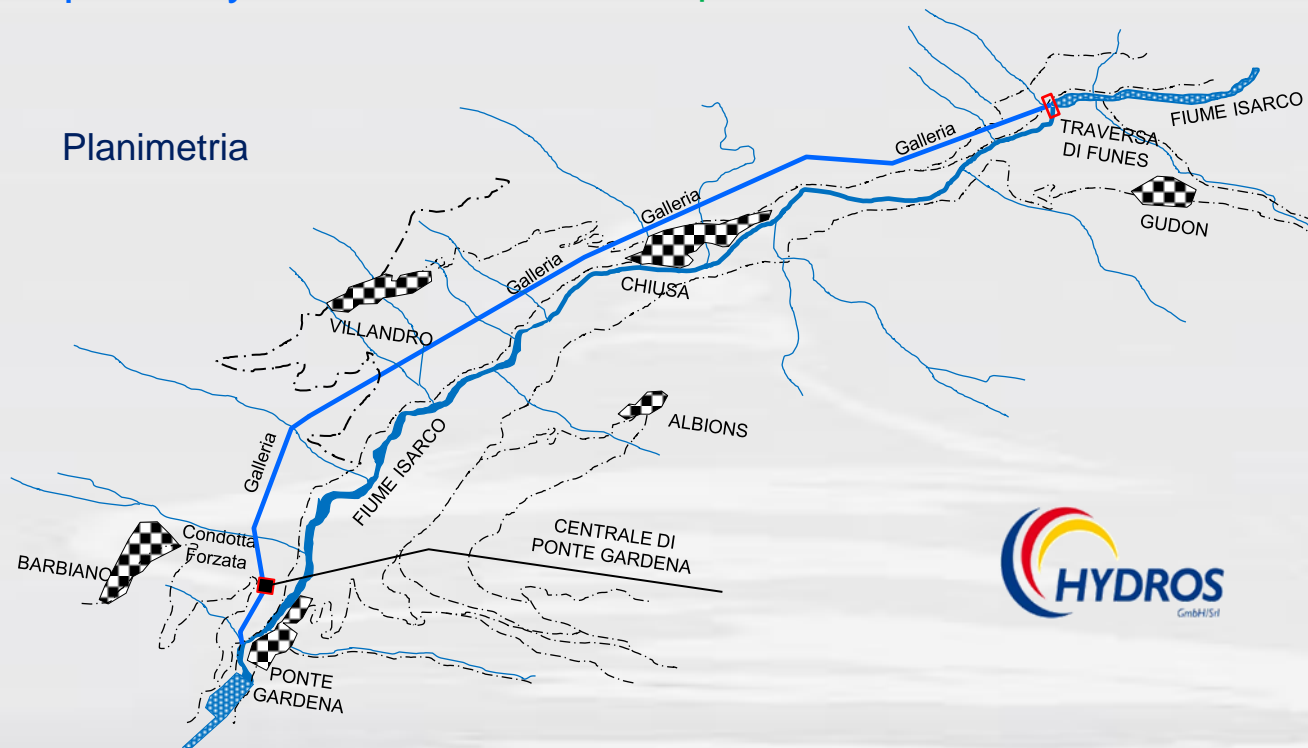 Planimetria
Galleria
TRAVERSA
DI FUNES
FIUME ISARCO
GUDON
Galleria
Galleria
CHIUSA
VILLANDRO
ALBIONS
Galleria
FIUME ISARCO
Condotta
Forzata
CENTRALE DI
PONTE GARDENA
BARBIANO
PONTE
GARDENA
HYDROS
GmbH/Srl